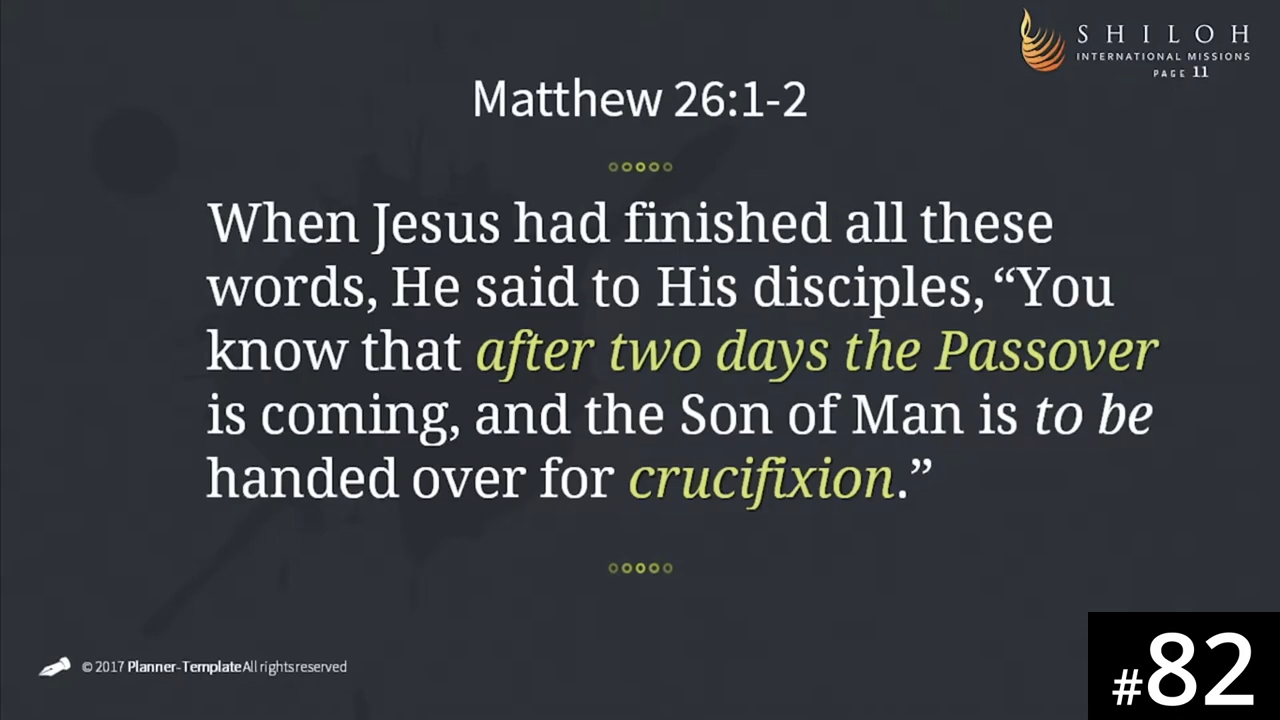 SHILOH
INTERNATIONAL MISSIONS
PAGE 11
Matthew 26:1-2
When Jesus had finished all these
words, He said to His disciples, “You
know that after two days the Passover
is coming, and the Son of Man is to be
handed over for crucifixion.”
© 2017 Planner-Template All rights reserved
#82